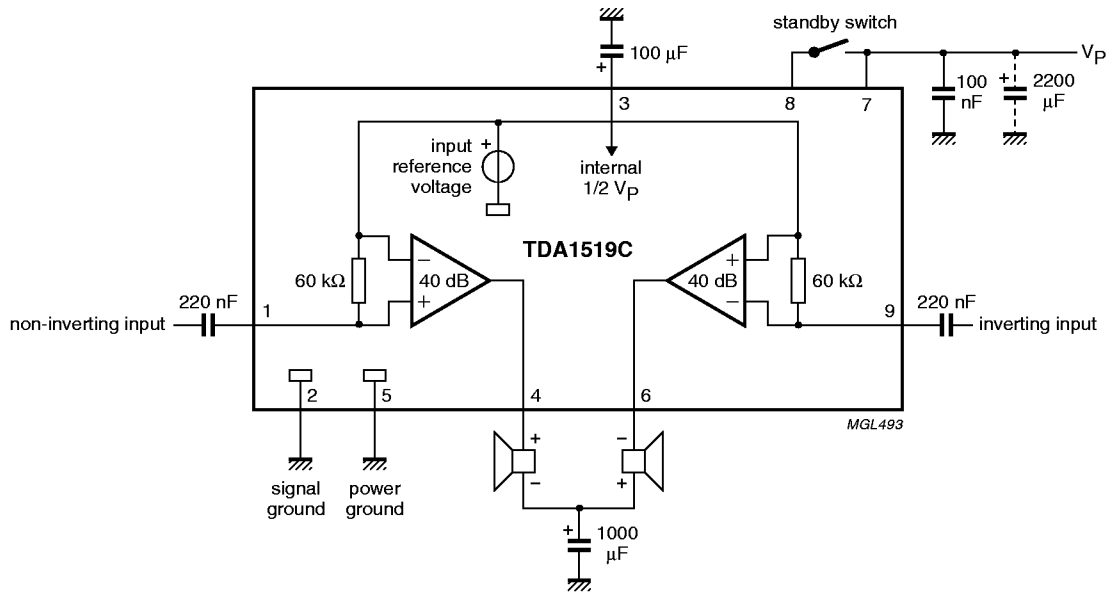 standby switch
100 µF
+
VP
3
8
7
100
nF
+
2200
µF
input
reference
voltage
+
internal
1/2 VP
TDA1519C
60 kΩ
−
40 dB
+
+
40 dB
−
60 kΩ
220 nF
1
non-inverting input
9
220 nF
inverting input
2
5
4
6
MGL493
signal
ground
power
ground
+
−
−
+
+
1000
µF